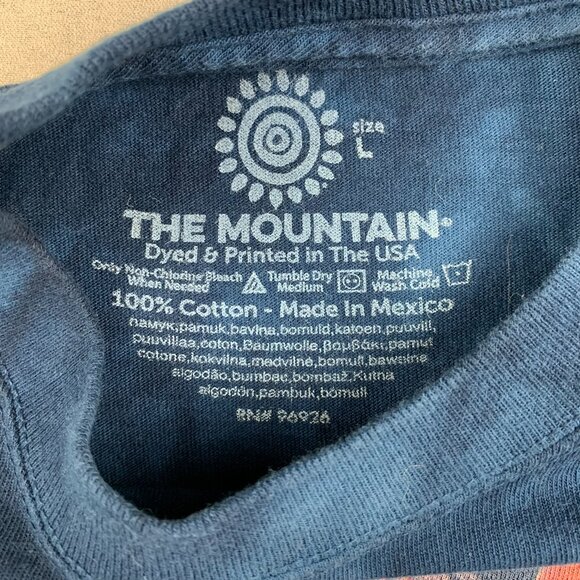 size
L
THE MOUNTAIN®
Dyed & Printed in The USA
Only Non-Chlorine Bleach When Needed
Tumble Dry Medium
Machine Wash Cold
100% Cotton - Made In Mexico
памук,pamuk,bavlna,bomuld,katoen,puuvill,
puuvillaa,coton,Baumwolle,βαμβάκι,pamut
cotone,kokvilna,medvilnė,bomull,bawełna
algodão,bumbac,bombaž,Kutna
algodón,pambuk,bomull
RN# 96926